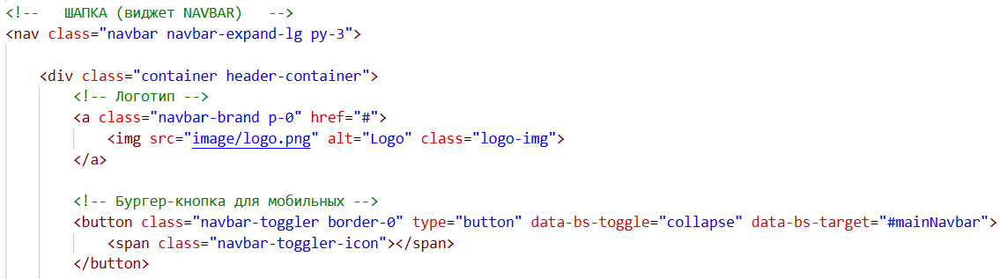 <!--   ШАПКА (виджет NAVBAR)   -->
<nav class="navbar navbar-expand-lg py-3">
<div class="container header-container">
<!-- Логотип -->
<a class="navbar-brand p-0" href="#">
<img src="image/logo.png" alt="Logo" class="logo-img">
</a>
<!-- Бургер-кнопка для мобильных -->
<button class="navbar-toggler border-0" type="button" data-bs-toggle="collapse" data-bs-target="#mainNavbar">
<span class="navbar-toggler-icon"></span>
</button>